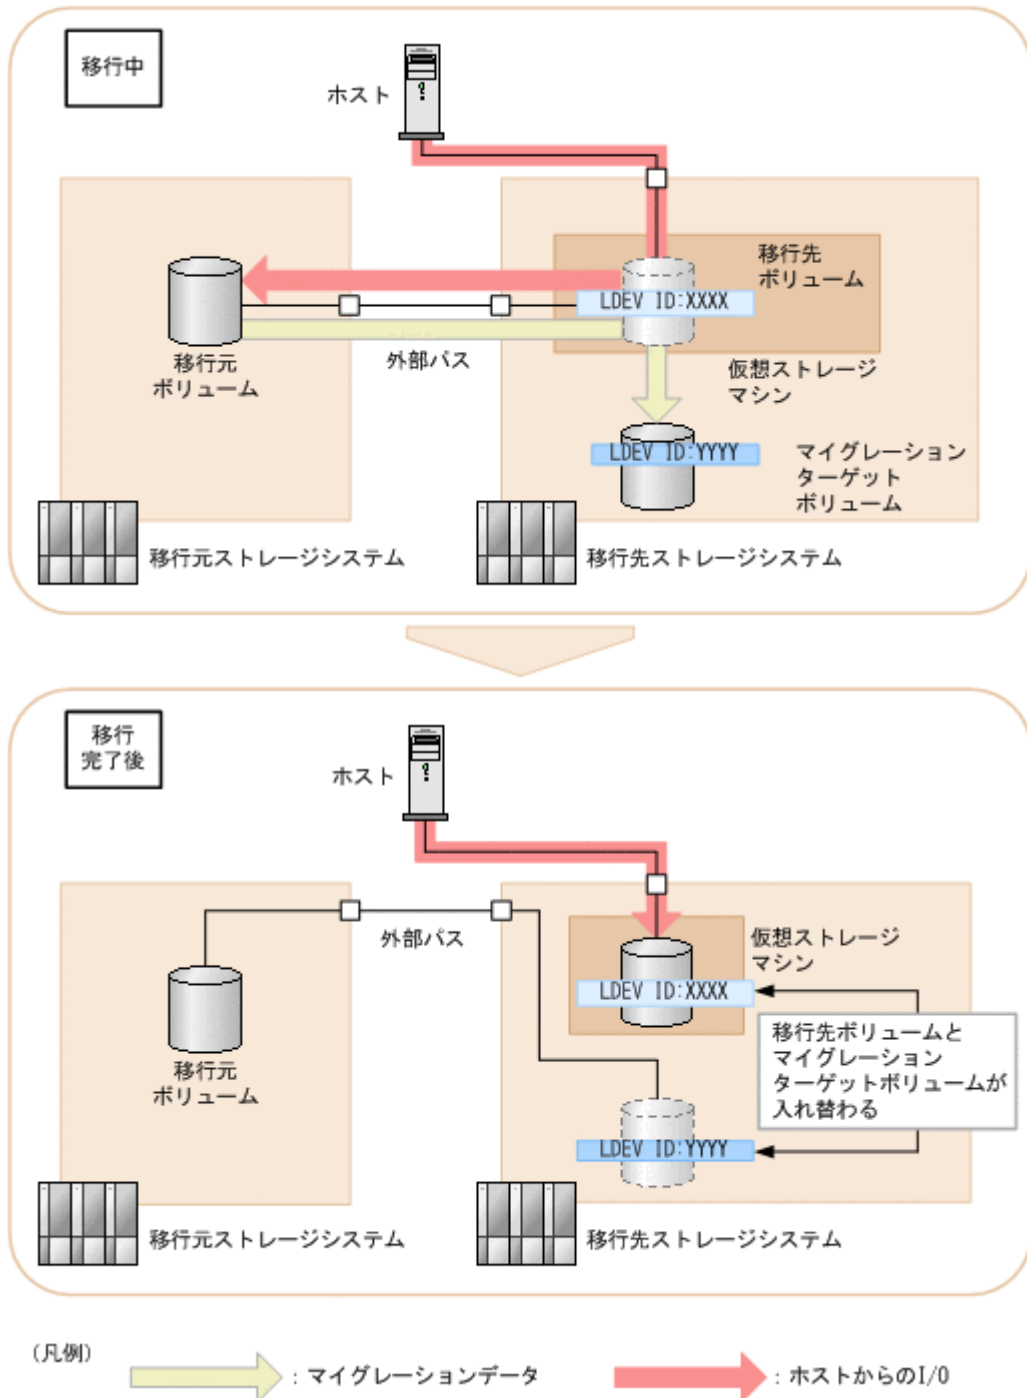 移行中
ホスト
移行先
ボリューム
LDEV ID:XXXX
移行元
ボリューム
外部パス
仮想ストレージ
マシン
LDEV ID:YYYY
マイグレーション
ターゲット
ボリューム
移行元ストレージシステム
移行先ストレージシステム
移行
完了後
ホスト
外部パス
仮想ストレージ
マシン
LDEV ID:XXXX
移行元
ボリューム
移行先ボリュームと
マイグレーション
ターゲットボリュームが
入れ替わる
LDEV ID:YYYY
移行元ストレージシステム
移行先ストレージシステム
(凡例)
：マイグレーションデータ
：ホストからのI/O